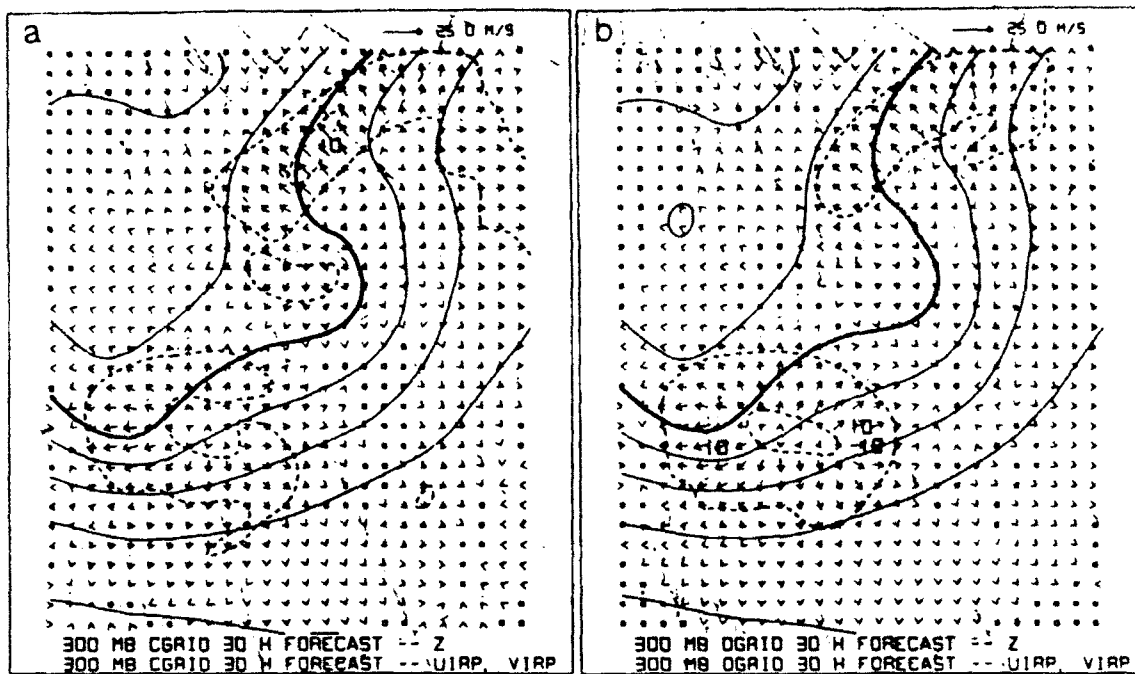 a
25 0 M/S
10
300 MB CGRID 30 H FORECAST -- Z
300 MB CGRID 30 H FORECAST -- UIRP, VIRP
b
25 0 M/S
10
10
10
300 MB OGRID 30 H FORECAST -- Z
300 MB OGRID 30 H FORECAST -- UIRP, VIRP